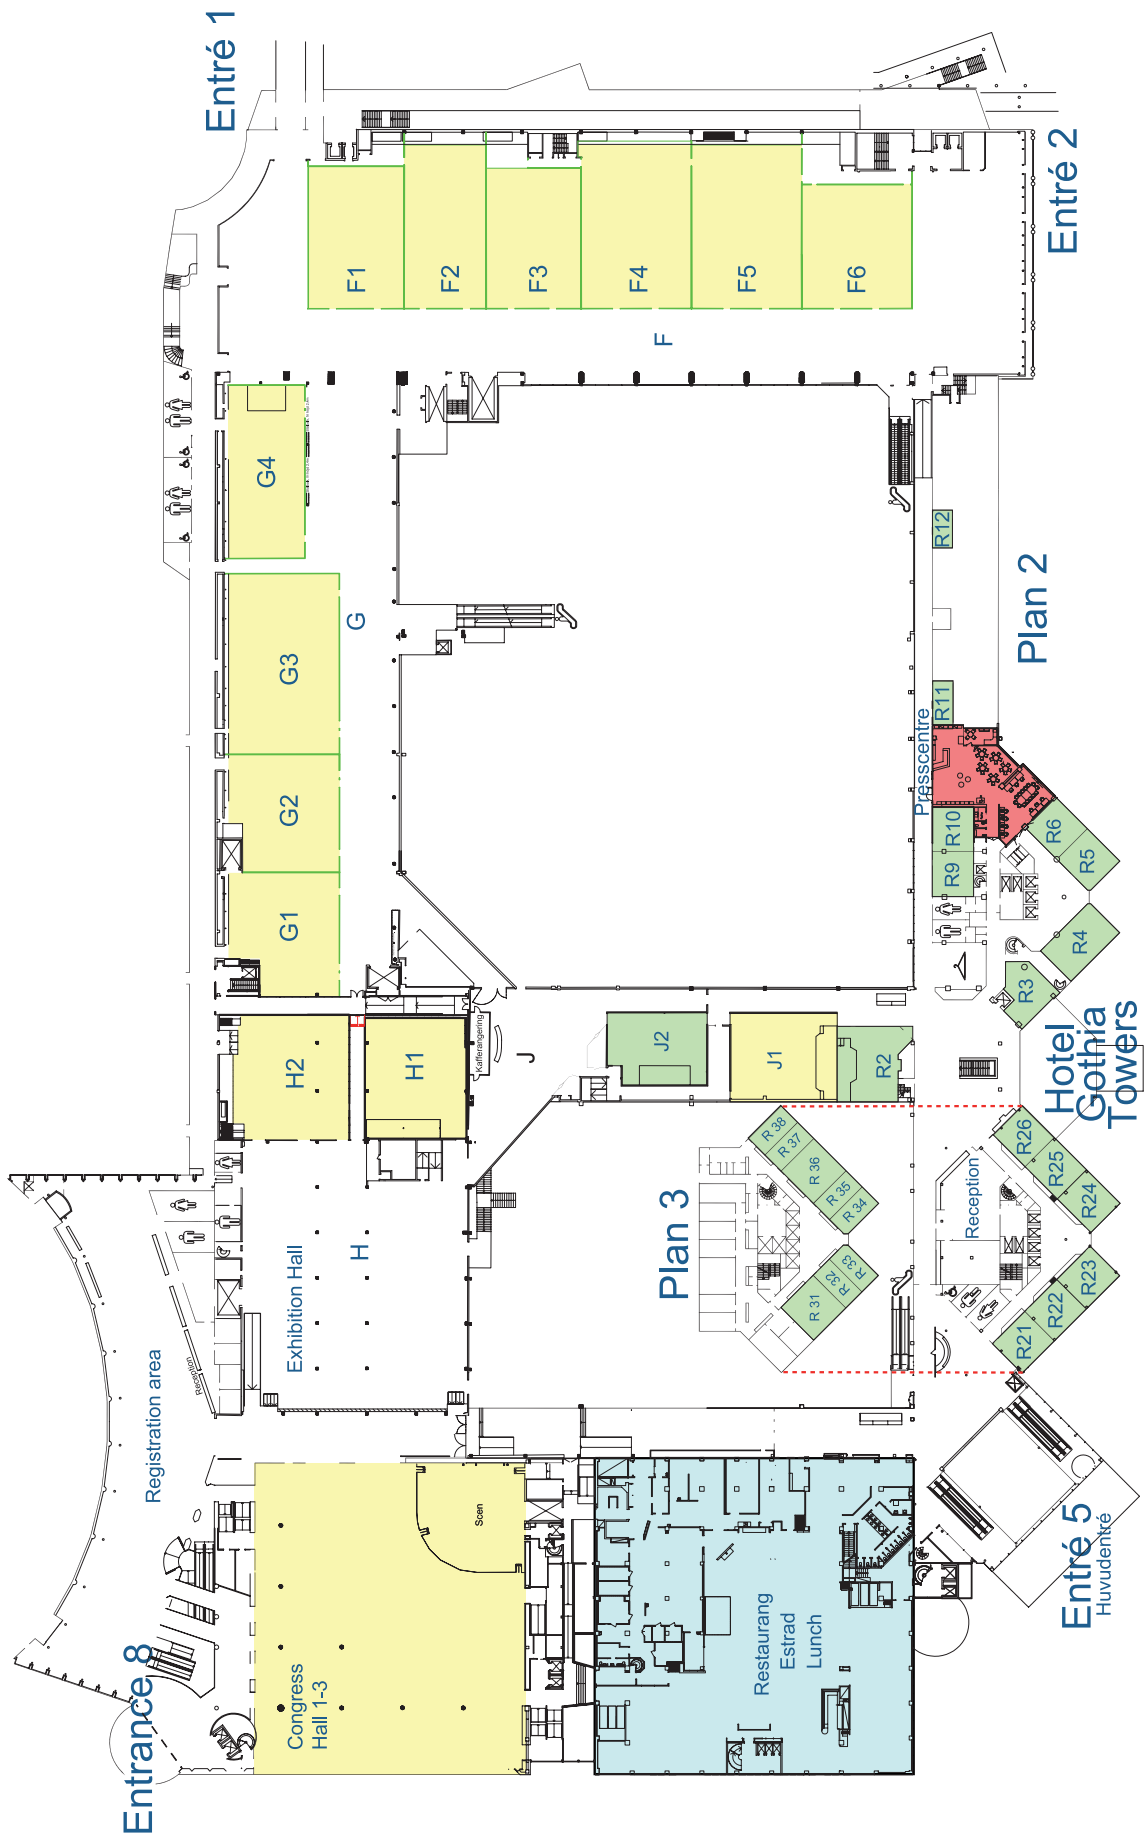 Entré 1
Entré 2
F1
F2
F3
F4
F5
F6
F
G4
G
G3
G2
G1
R12
Plan 2
R11
Presscentre
R10
R9
R6
R5
R4
R3
Hotel
Gothia
Towers
H2
H1
Kafferangering
J
J2
J1
R2
R 38
R 37
R 36
R 35
R 34
R 33
R 32
R 31
Plan 3
R26
R25
R24
R23
R22
R21
Reception
Exhibition Hall
H
Registration area
Reception
Scen
Congress
Hall 1-3
Entrance 8
Restaurang
Estrad
Lunch
Entré 5
Huvudentré